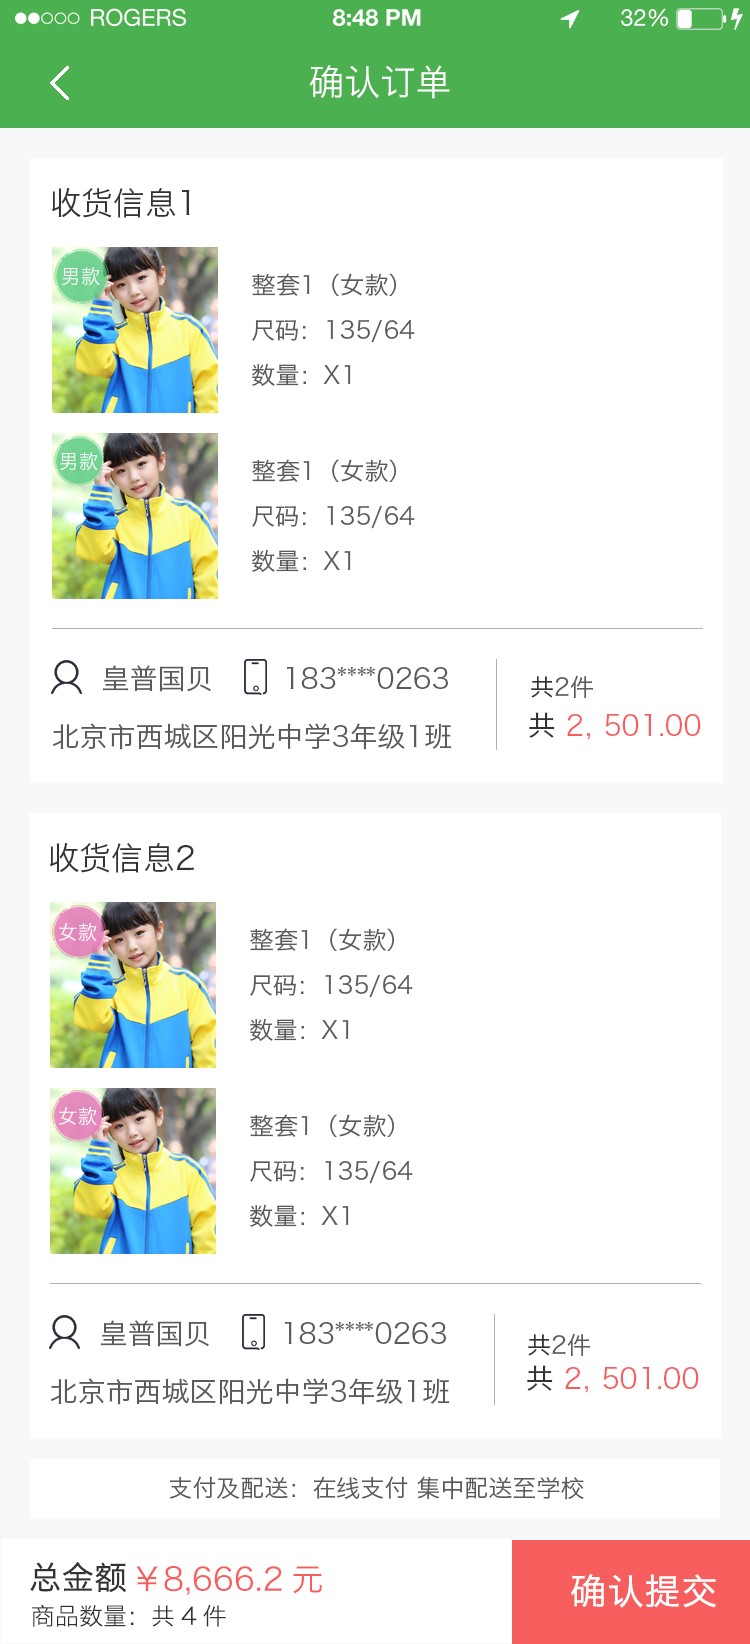 ROGERS 8:48 PM 32%
确认订单
收货信息1
男款
整套1（女款）
尺码：135/64
数量：X1
男款
整套1（女款）
尺码：135/64
数量：X1
皇普国贝 183****0263
北京市西城区阳光中学3年级1班
共2件
共 2, 501.00
收货信息2
女款
整套1（女款）
尺码：135/64
数量：X1
女款
整套1（女款）
尺码：135/64
数量：X1
皇普国贝 183****0263
北京市西城区阳光中学3年级1班
共2件
共 2, 501.00
支付及配送：在线支付 集中配送至学校
总金额 ¥8,666.2 元
商品数量：共 4 件
确认提交